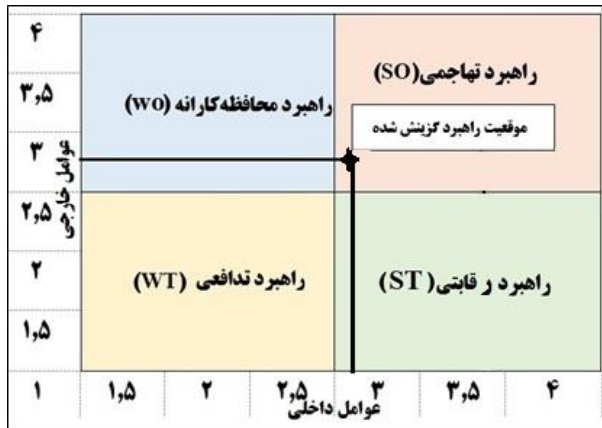 ۴
راهبرد تهاجمی(SO)
۳,۵
راهبرد محافظه‌کارانه (WO)
موقعیت راهبرد گزینش شده
۳
عوامل خارجی
۲,۵
۲
راهبرد تدافعی (WT)
راهبرد رقابتی( ST)
۱,۵
۱
۱,۵
۲
۲,۵
۳
۳,۵
۴
عوامل داخلی